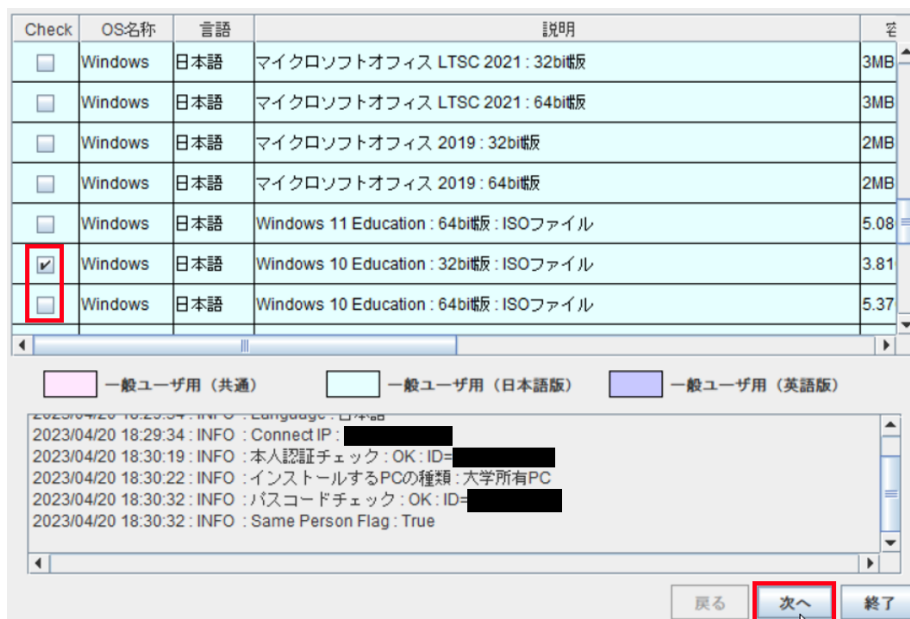 Check OS名称 言語 説明
Windows 日本語 マイクロソフトオフィス LTSC 2021 : 32bit版 3MB
Windows 日本語 マイクロソフトオフィス LTSC 2021 : 64bit版 3MB
Windows 日本語 マイクロソフトオフィス 2019 : 32bit版 2MB
Windows 日本語 マイクロソフトオフィス 2019 : 64bit版 2MB
Windows 日本語 Windows 11 Education : 64bit版 : ISOファイル 5.08
Windows 日本語 Windows 10 Education : 32bit版 : ISOファイル 3.81
Windows 日本語 Windows 10 Education : 64bit版 : ISOファイル 5.37
一般ユーザ用（共通） 一般ユーザ用（日本語版） 一般ユーザ用（英語版）
2023/04/20 18:29:34 : INFO : Language : 日本語
2023/04/20 18:29:34 : INFO : Connect IP :
2023/04/20 18:30:19 : INFO : 本人認証チェック : OK : ID=
2023/04/20 18:30:22 : INFO : インストールするPCの種類 : 大学所有PC
2023/04/20 18:30:32 : INFO : パスコードチェック : OK : ID=
2023/04/20 18:30:32 : INFO : Same Person Flag : True
戻る 次へ 終了